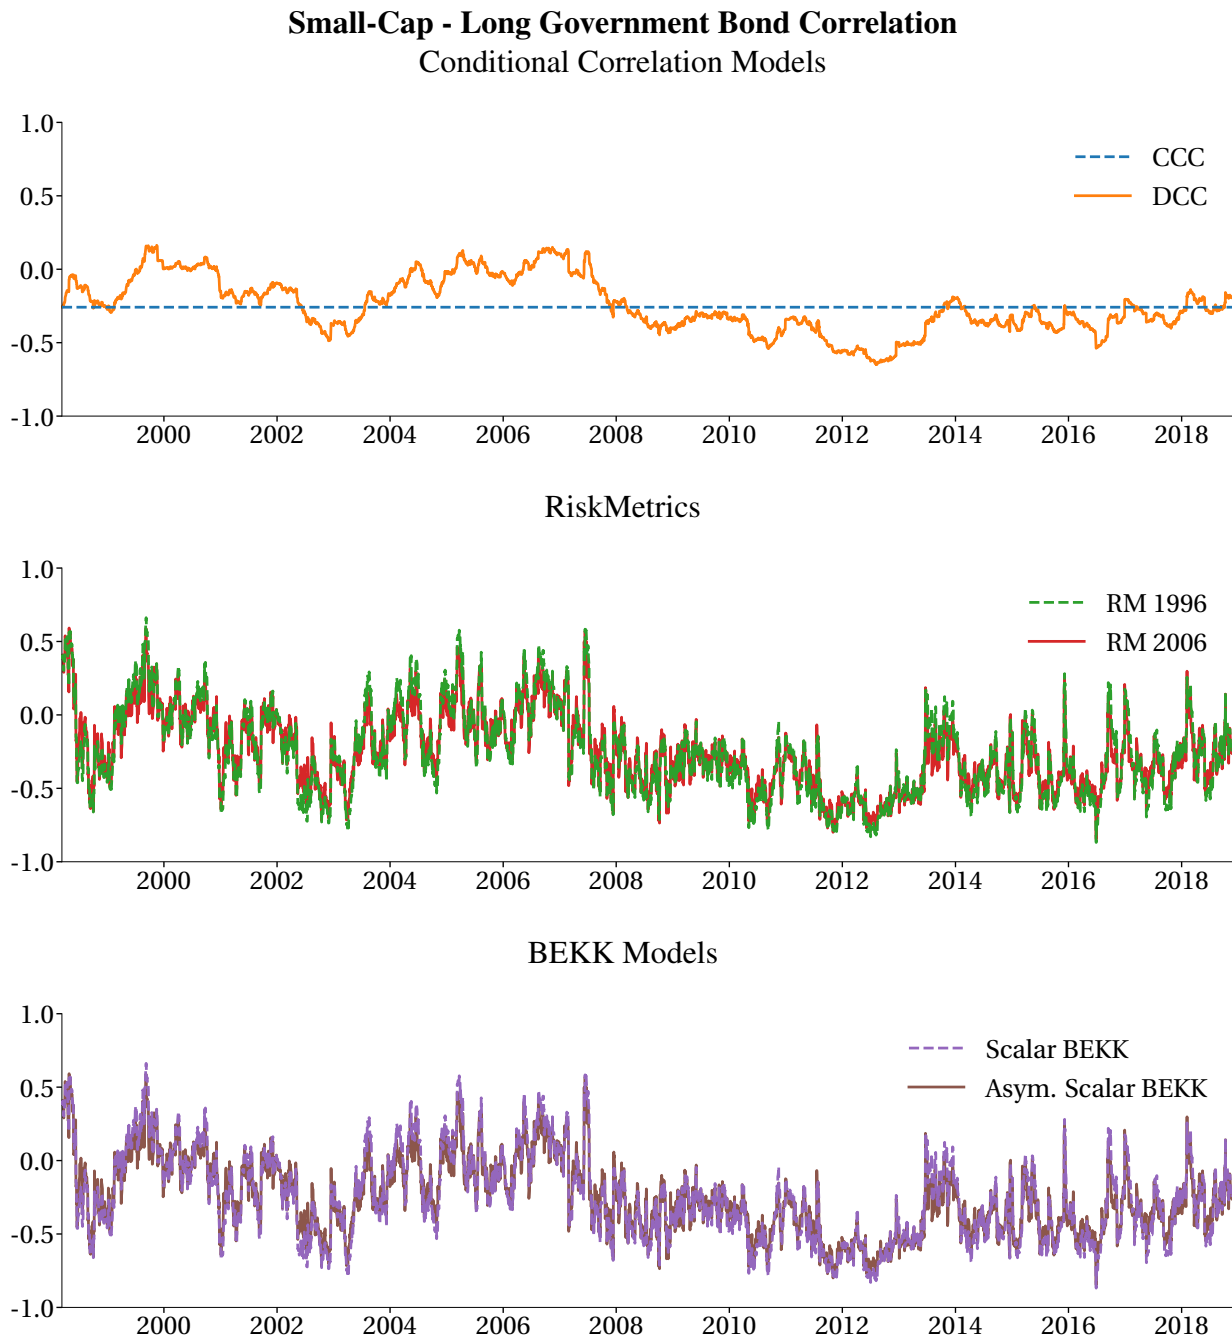 Small-Cap - Long Government Bond Correlation
Conditional Correlation Models
1.0
CCC
0.5
DCC
0.0
-0.5
-1.0
2000 2002 2004 2006 2008 2010 2012 2014 2016 2018
RiskMetrics
1.0
RM 1996
0.5
RM 2006
0.0
-0.5
-1.0
2000 2002 2004 2006 2008 2010 2012 2014 2016 2018
BEKK Models
1.0
Scalar BEKK
0.5
Asym. Scalar BEKK
0.0
-0.5
-1.0
2000 2002 2004 2006 2008 2010 2012 2014 2016 2018